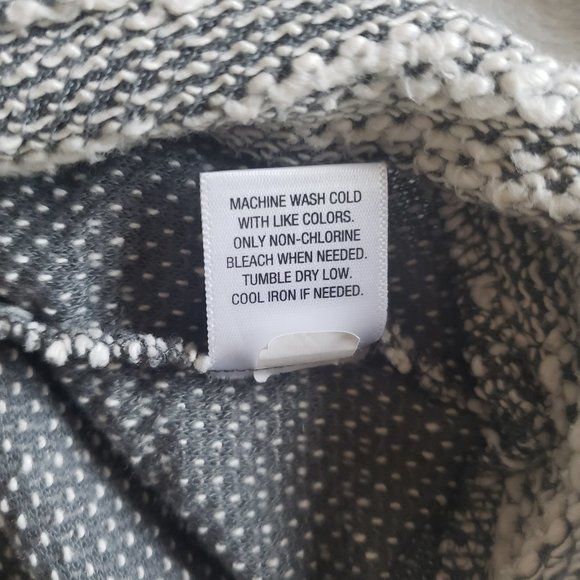 MACHINE WASH COLD
WITH LIKE COLORS.
ONLY NON-CHLORINE
BLEACH WHEN NEEDED.
TUMBLE DRY LOW.
COOL IRON IF NEEDED.